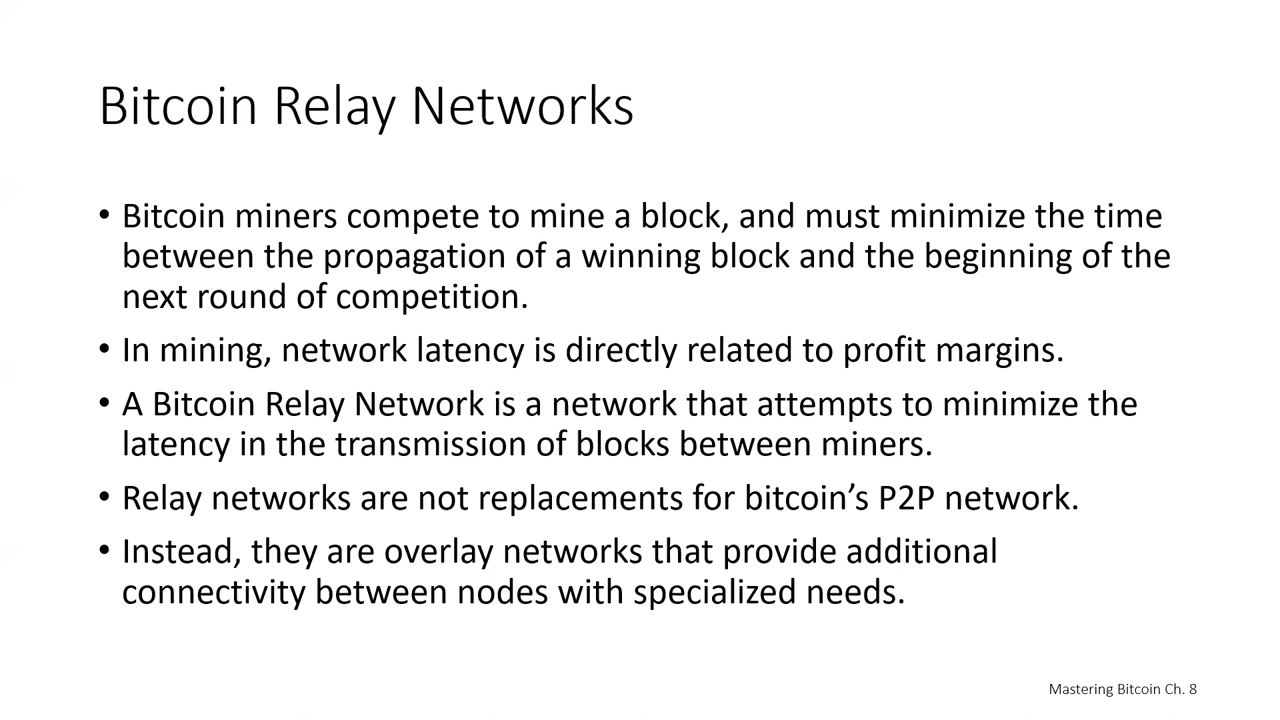 Bitcoin Relay Networks
• Bitcoin miners compete to mine a block, and must minimize the time
between the propagation of a winning block and the beginning of the
next round of competition.
• In mining, network latency is directly related to profit margins.
• A Bitcoin Relay Network is a network that attempts to minimize the
latency in the transmission of blocks between miners.
• Relay networks are not replacements for bitcoin’s P2P network.
• Instead, they are overlay networks that provide additional
connectivity between nodes with specialized needs.
Mastering Bitcoin Ch. 8